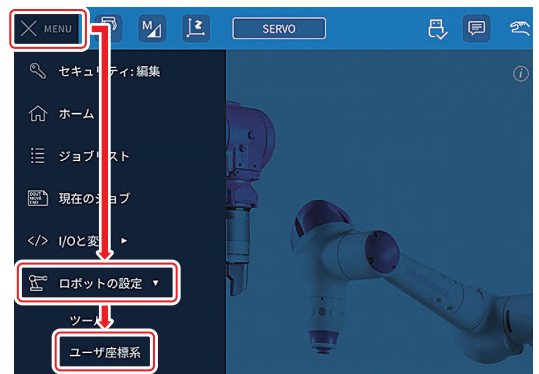 MENU
SERVO
セキュリティ:編集
ホーム
ジョブリスト
現在のジョブ
I/Oと変
ロボットの設定
ツー
ユーザ座標系
YASKAWA